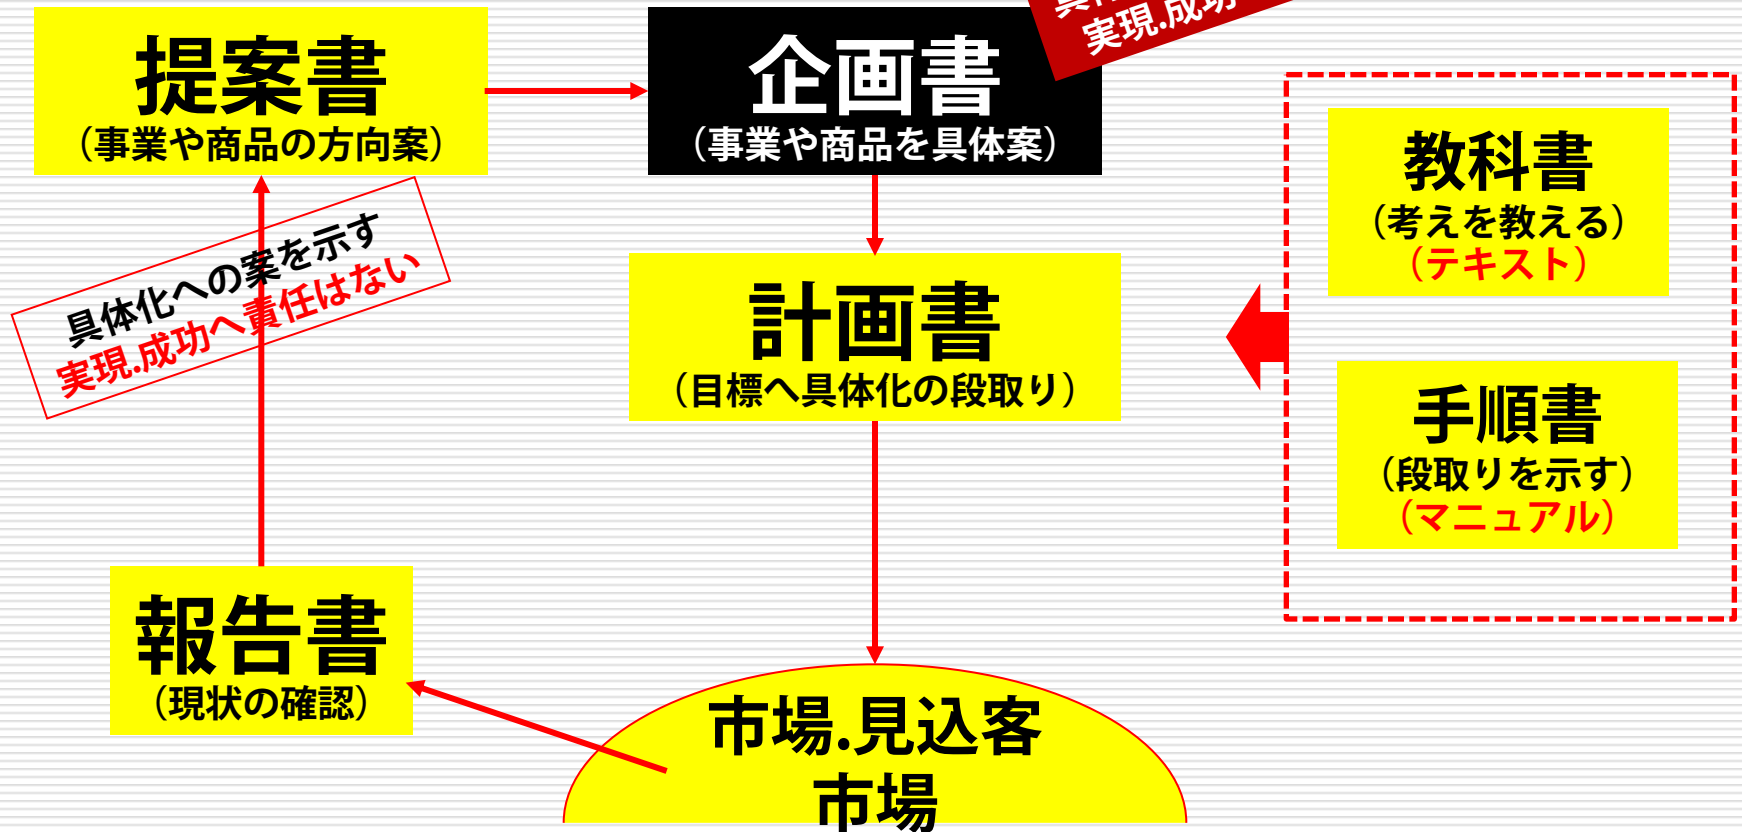 提案書
（事業や商品の方向案）
企画書
（事業や商品を具体案）
実現.成功
教科書
（考えを教える）
（テキスト）
具体化への案を示す
実現.成功へ責任はない
計画書
（目標へ具体化の段取り）
手順書
（段取りを示す）
（マニュアル）
報告書
（現状の確認）
市場.見込客
市場